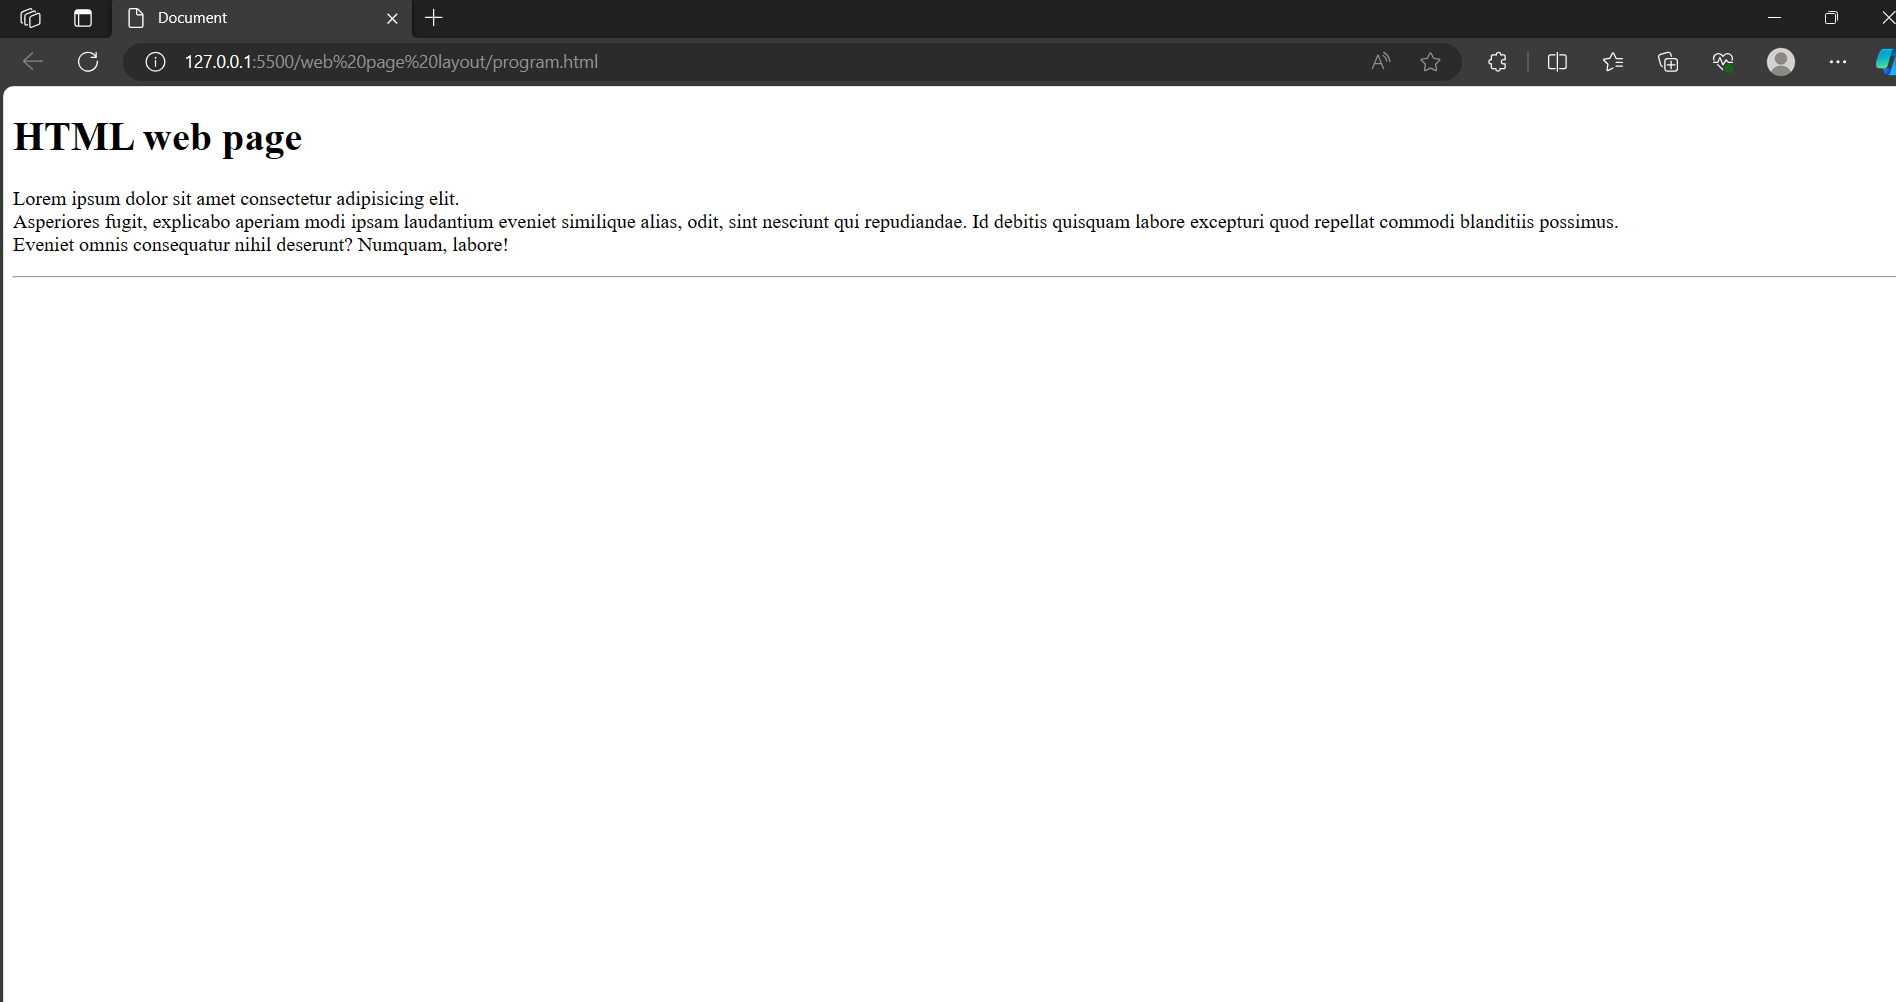 Document
127.0.0.1:5500/web%20page%20layout/program.html
HTML web page
Lorem ipsum dolor sit amet consectetur adipisicing elit.
Asperiores fugit, explicabo aperiam modi ipsam laudantium eveniet similique alias, odit, sint nesciunt qui repudiandae. Id debitis quisquam labore excepturi quod repellat commodi blanditiis possimus.
Eveniet omnis consequatur nihil deserunt? Numquam, labore!